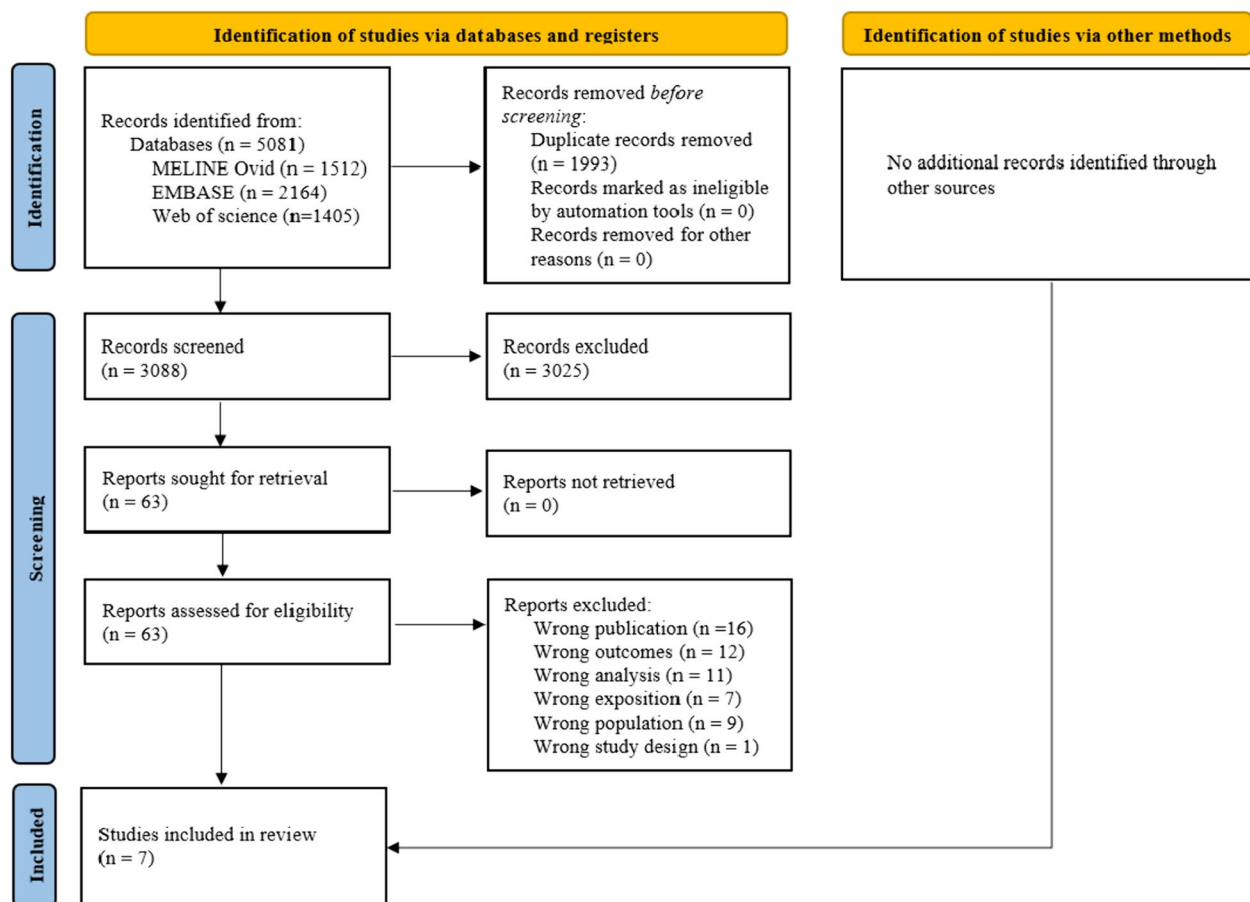 Identification of studies via databases and registers
Identification of studies via other methods
Identification
Records identified from:
Databases (n = 5081)
MELINE Ovid (n = 1512)
EMBASE (n = 2164)
Web of science (n=1405)
Records removed before
screening:
Duplicate records removed
(n = 1993)
Records marked as ineligible
by automation tools (n = 0)
Records removed for other
reasons (n = 0)
No additional records identified through
other sources
Screening
Records screened
(n = 3088)
Records excluded
(n = 3025)
Reports sought for retrieval
(n = 63)
Reports not retrieved
(n = 0)
Reports assessed for eligibility
(n = 63)
Reports excluded:
Wrong publication (n =16)
Wrong outcomes (n = 12)
Wrong analysis (n = 11)
Wrong exposition (n = 7)
Wrong population (n = 9)
Wrong study design (n = 1)
Included
Studies included in review
(n = 7)